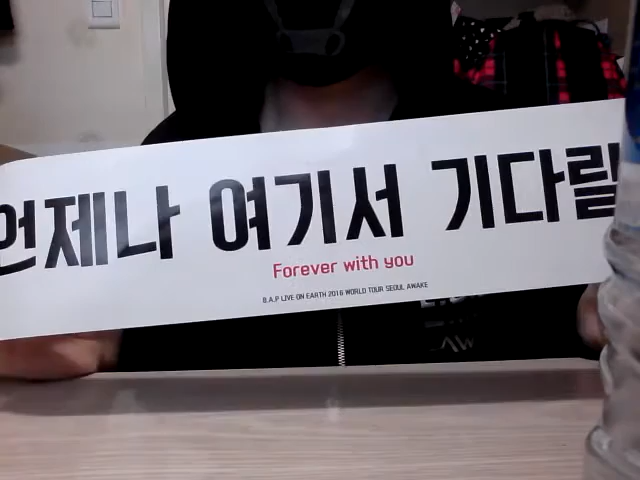 언제나 여기서 기다릴
Forever with you
B.A.P LIVE ON EARTH 2016 WORLD TOUR SEOUL AWAKE